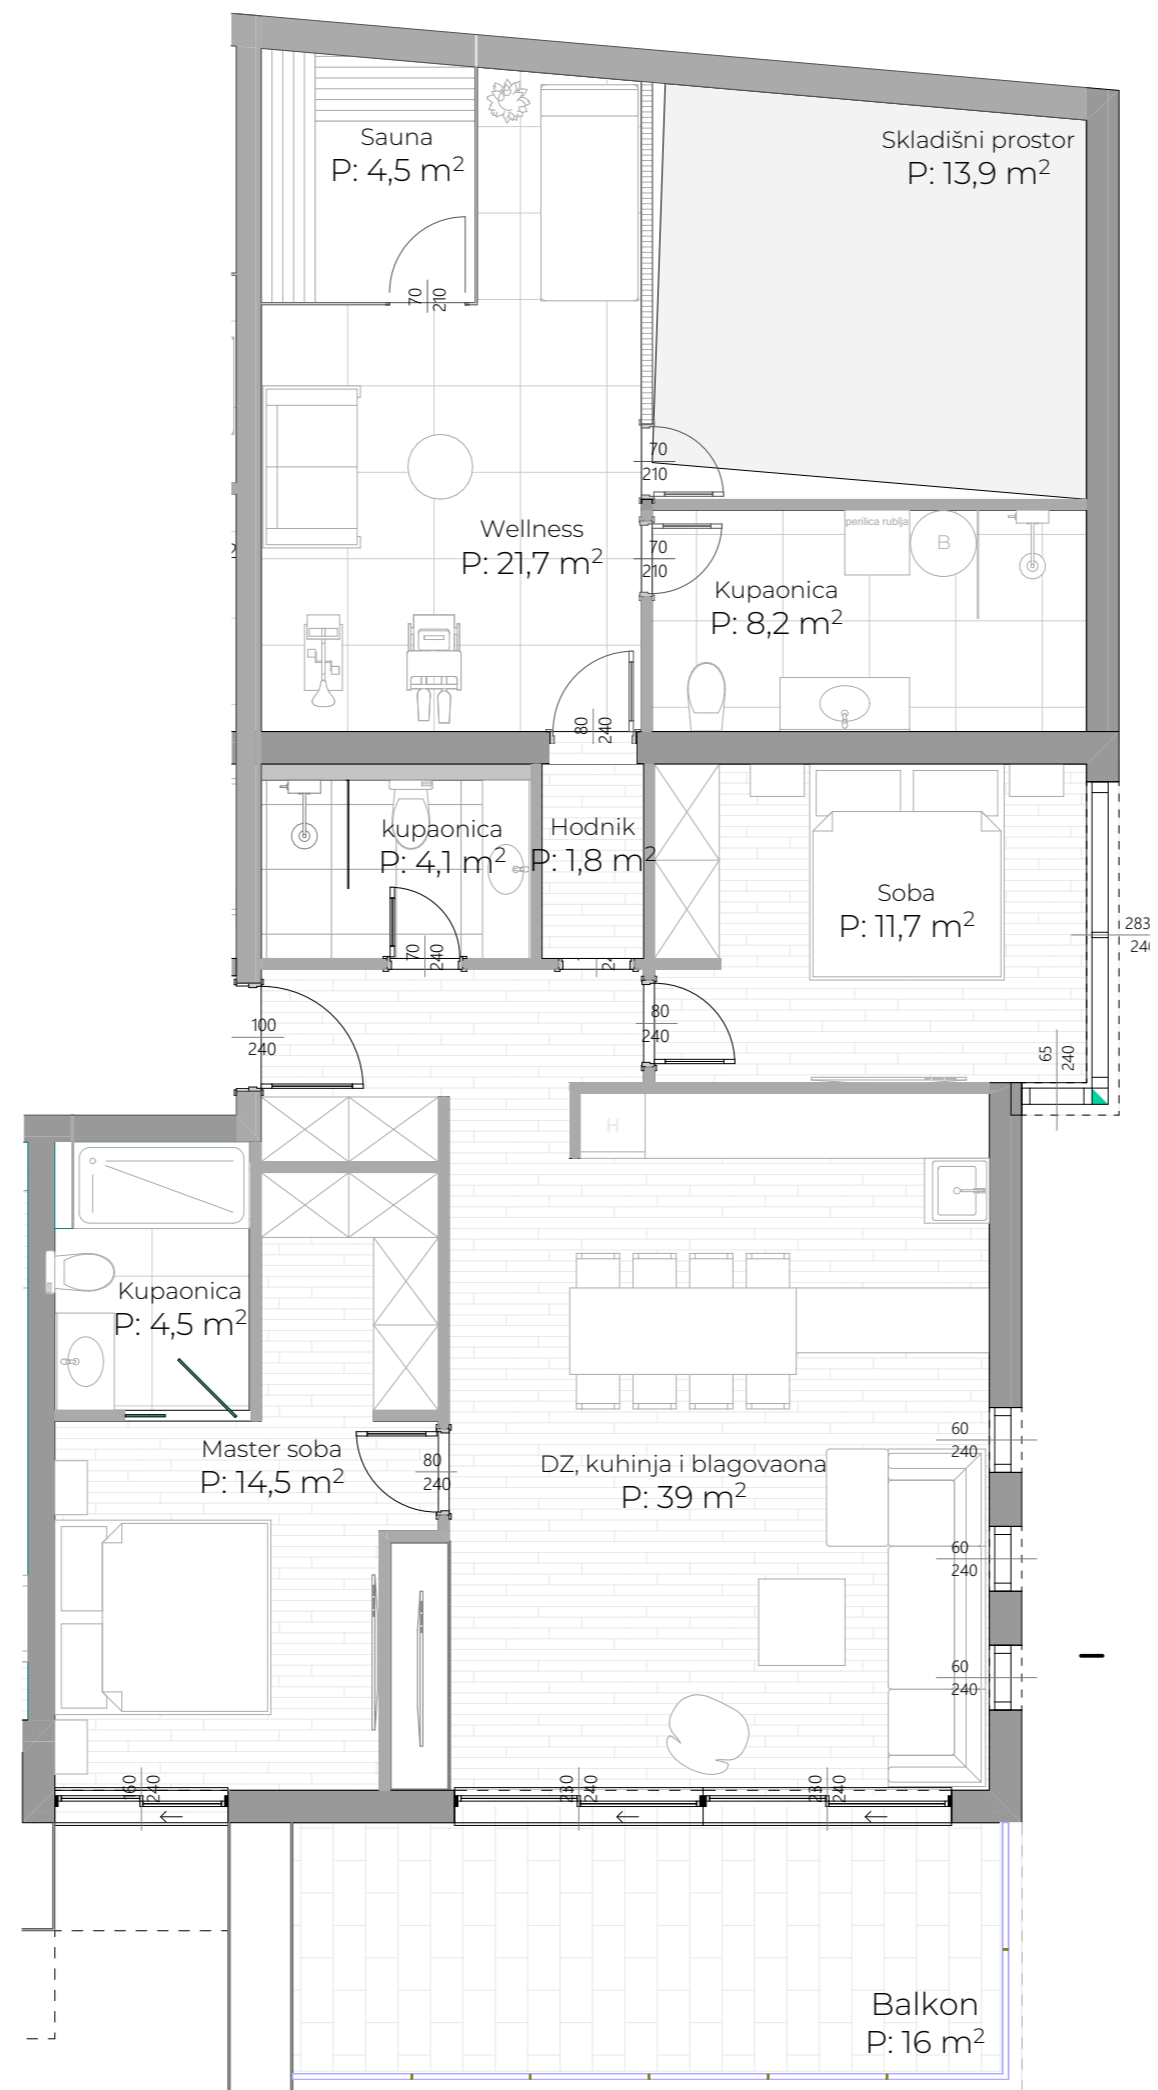 Sauna
P: 4,5 m²
Skladišni prostor
P: 13,9 m²
70
210
70
210
Wellness
P: 21,7 m²
perilica rublja
B
70
210
Kupaonica
P: 8,2 m²
80
240
kupaonica
P: 4,1 m²
Hodnik
P: 1,8 m²
Soba
P: 11,7 m²
283
70
240
100
240
80
240
65
240
H
Kupaonica
P: 4,5 m²
Master soba
P: 14,5 m²
80
240
DZ, kuhinja i blagovaona
P: 39 m²
60
240
60
240
60
240
160
240
230
240
230
240
Balkon
P: 16 m²